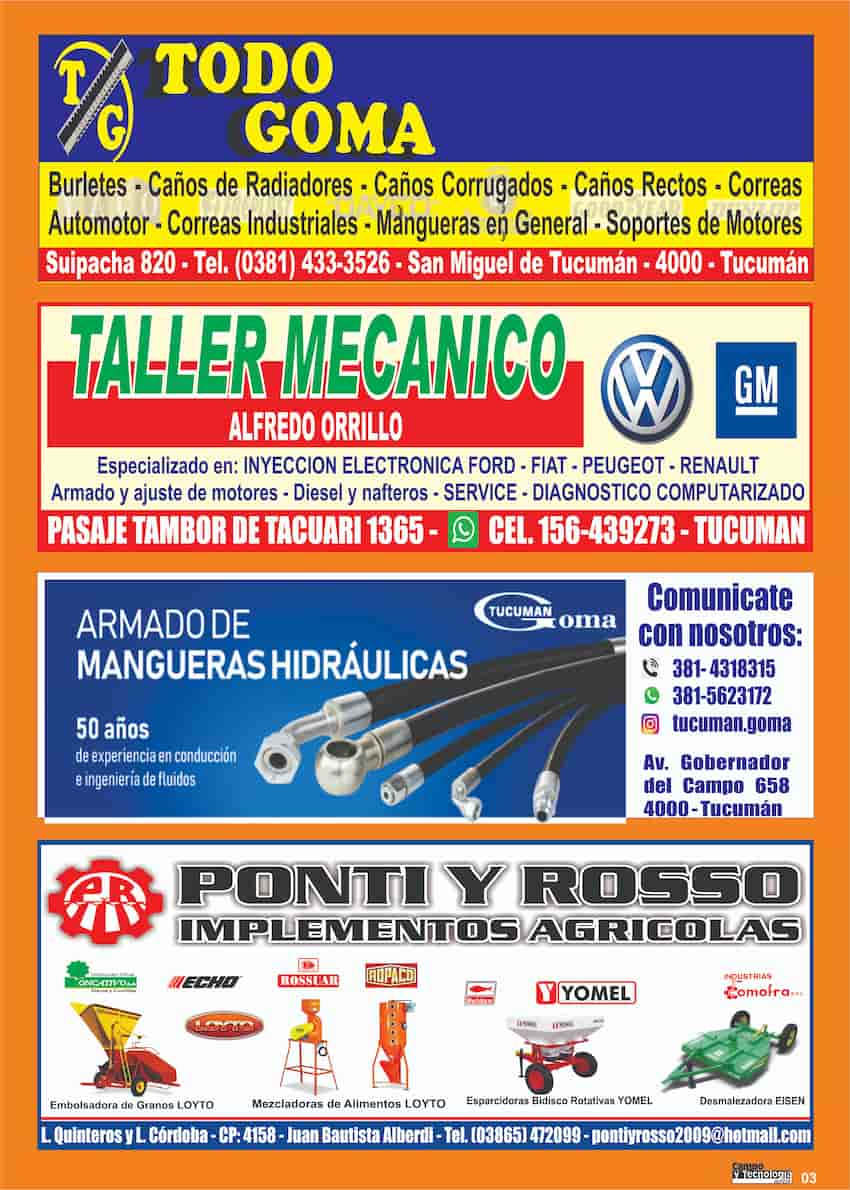 TG
TODO
GOMA
Burletes - Caños de Radiadores - Caños Corrugados - Caños Rectos - Correas
Automotor - Correas Industriales - Mangueras en General - Soportes de Motores
Suipacha 820 - Tel. (0381) 433-3526 - San Miguel de Tucumán - 4000 - Tucumán
TALLER MECANICO
ALFREDO ORRILLO
VW
GM
Especializado en: INYECCION ELECTRONICA FORD - FIAT - PEUGEOT - RENAULT
Armado y ajuste de motores - Diesel y nafteros - SERVICE - DIAGNOSTICO COMPUTARIZADO
PASAJE TAMBOR DE TACUARI 1365 - CEL. 156-439273 - TUCUMAN
ARMADO DE
MANGUERAS HIDRÁULICAS
TUCUMAN Goma
50 años
de experiencia en conducción
e ingeniería de fluidos
Comunicate
con nosotros:
381- 4318315
381-5623172
tucuman.goma
Av. Gobernador
del Campo 658
4000-Tucumán
PR
PONTI Y ROSSO
IMPLEMENTOS AGRICOLAS
ONCATIVO S.A.
ECHO
ROSSUAR
ROPACO
LOYTO
YOMEL
INDUSTRIAS
Comofra
Embolsadora de Granos LOYTO
Mezcladoras de Alimentos LOYTO
Esparcidoras Bidisco Rotativas YOMEL
Desmalezadora EISEN
L. Quinteros y L. Córdoba - CP: 4158 - Juan Bautista Alberdi - Tel. (03865) 472099 - pontiyrosso2009@hotmail.com
Campo
y Tecnología
03